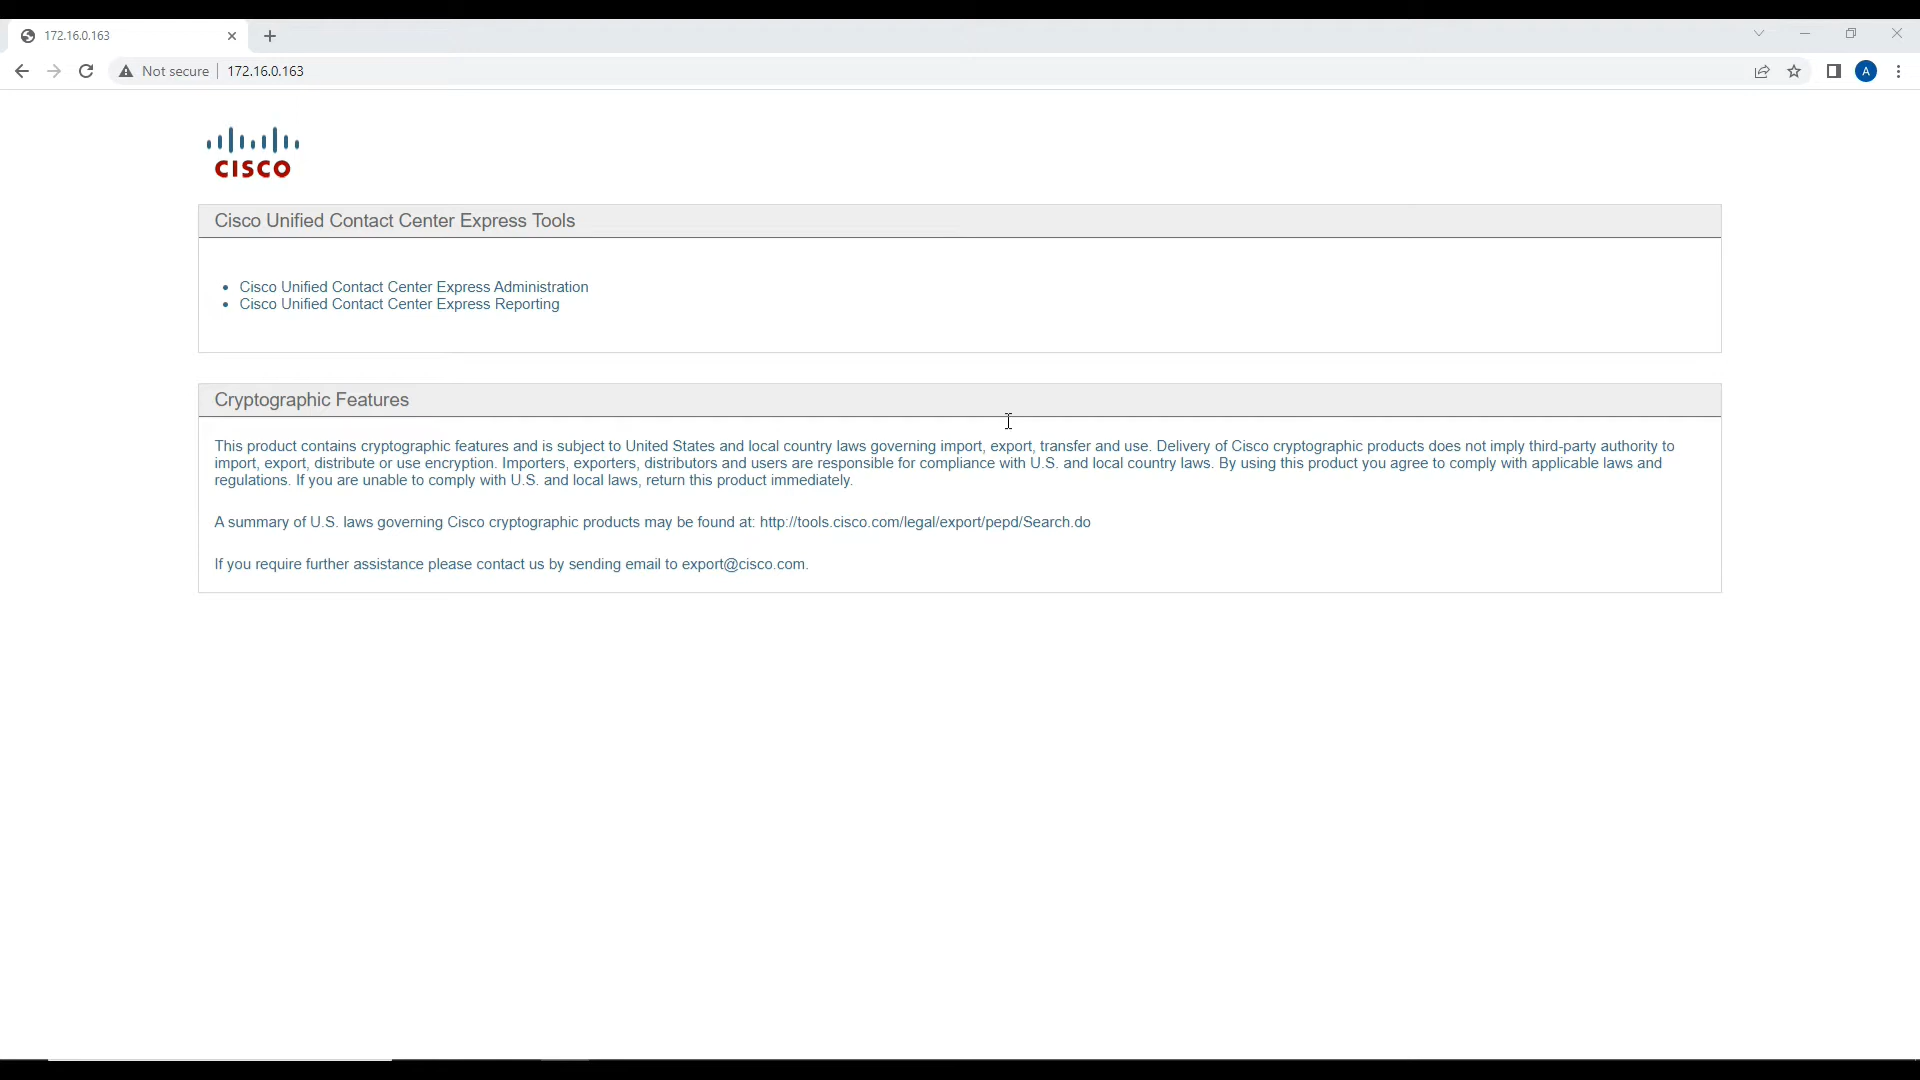 172.16.0.163
Not secure 172.16.0.163
A
CISCO
Cisco Unified Contact Center Express Tools
Cisco Unified Contact Center Express Administration
Cisco Unified Contact Center Express Reporting
Cryptographic Features
This product contains cryptographic features and is subject to United States and local country laws governing import, export, transfer and use. Delivery of Cisco cryptographic products does not imply third-party authority to
import, export, distribute or use encryption. Importers, exporters, distributors and users are responsible for compliance with U.S. and local country laws. By using this product you agree to comply with applicable laws and
regulations. If you are unable to comply with U.S. and local laws, return this product immediately.
A summary of U.S. laws governing Cisco cryptographic products may be found at: http://tools.cisco.com/legal/export/pepd/Search.do
If you require further assistance please contact us by sending email to export@cisco.com.